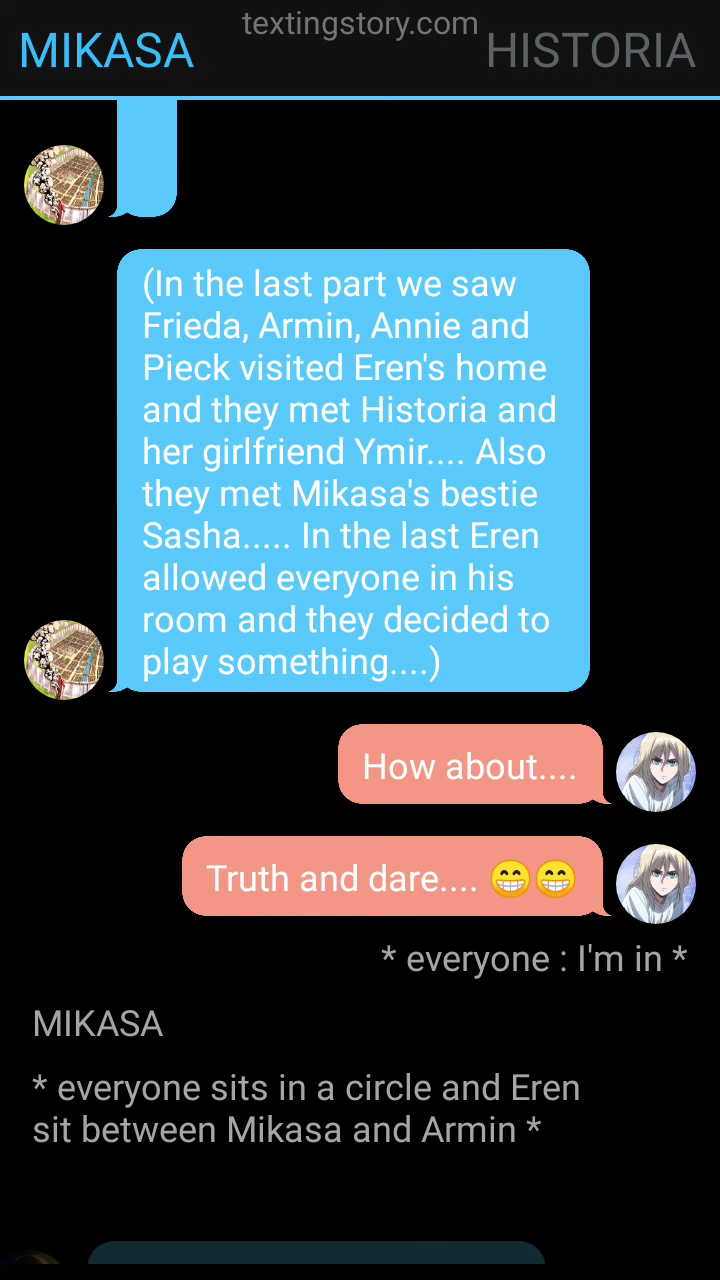 textingstory.com
MIKASA
HISTORIA
(In the last part we saw
Frieda, Armin, Annie and
Pieck visited Eren's home
and they met Historia and
her girlfriend Ymir.... Also
they met Mikasa's bestie
Sasha..... In the last Eren
allowed everyone in his
room and they decided to
play something....)
How about....
Truth and dare.... 😁😁
* everyone : I'm in *
MIKASA
* everyone sits in a circle and Eren
sit between Mikasa and Armin *